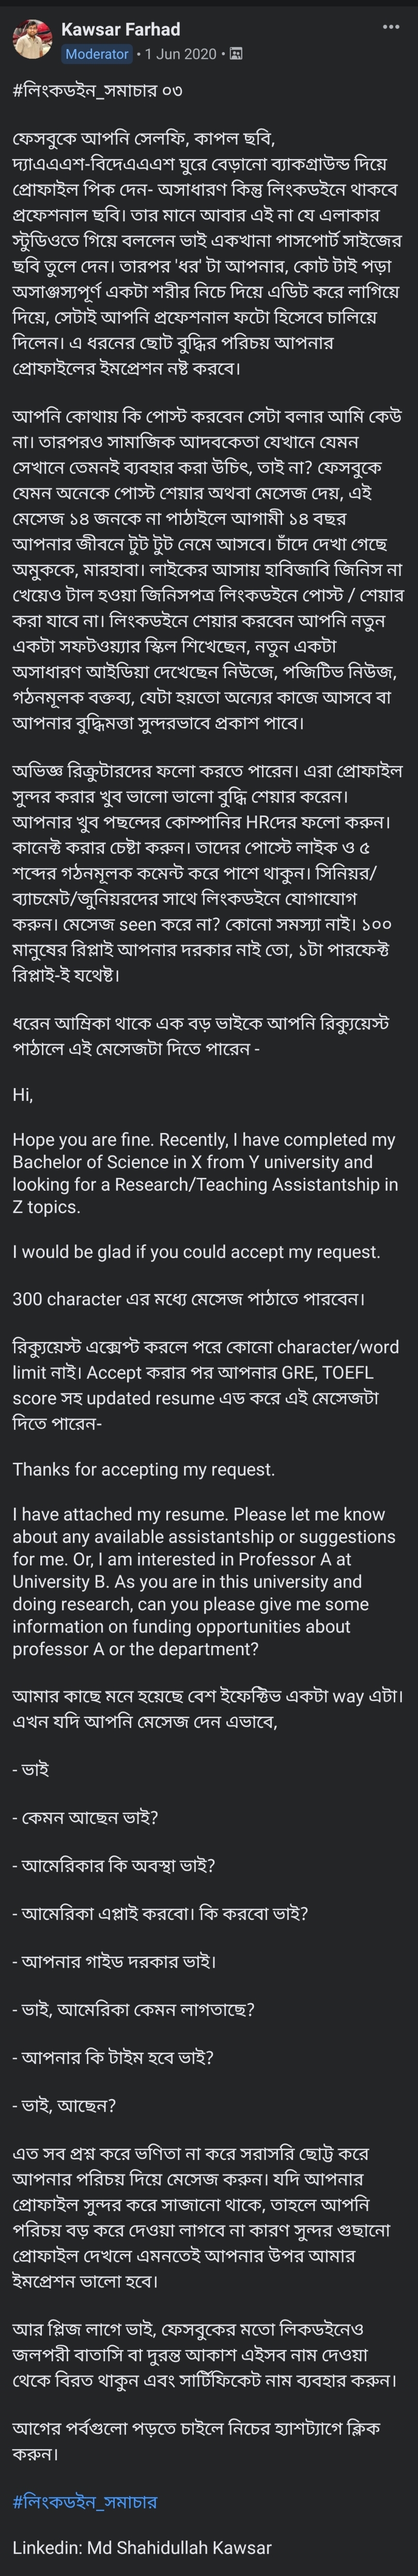 Kawsar Farhad
Moderator • 1 Jun 2020 •
#লিংকডইন_সমাচার ০৩
ফেসবুকে আপনি সেলফি, কাপল ছবি,
দ্যাএএএশ-বিদেএএএশ ঘুরে বেড়ানো ব্যাকগ্রাউন্ড দিয়ে
প্রোফাইল পিক দেন- অসাধারণ কিন্তু লিংকডইনে থাকবে
প্রফেশনাল ছবি। তার মানে আবার এই না যে এলাকার
স্টুডিওতে গিয়ে বললেন ভাই একখানা পাসপোর্ট সাইজের
ছবি তুলে দেন। তারপর 'ধর' টা আপনার, কোট টাই পড়া
অসাঞ্জস্যপূর্ণ একটা শরীর নিচে দিয়ে এডিট করে লাগিয়ে
দিয়ে, সেটাই আপনি প্রফেশনাল ফটো হিসেবে চালিয়ে
দিলেন। এ ধরনের ছোট বুদ্ধির পরিচয় আপনার
প্রোফাইলের ইমপ্রেশন নষ্ট করবে।
আপনি কোথায় কি পোস্ট করবেন সেটা বলার আমি কেউ
না। তারপরও সামাজিক আদবকেতা যেখানে যেমন
সেখানে তেমনই ব্যবহার করা উচিৎ, তাই না? ফেসবুকে
যেমন অনেকে পোস্ট শেয়ার অথবা মেসেজ দেয়, এই
মেসেজ ১৪ জনকে না পাঠাইলে আগামী ১৪ বছর
আপনার জীবনে টুট টুট নেমে আসবে। চাঁদে দেখা গেছে
অমুককে, মারহাবা। লাইকের আসায় হাবিজাবি জিনিস না
খেয়েও টাল হওয়া জিনিসপত্র লিংকডইনে পোস্ট / শেয়ার
করা যাবে না। লিংকডইনে শেয়ার করবেন আপনি নতুন
একটা সফটওয়্যার স্কিল শিখেছেন, নতুন একটা
অসাধারণ আইডিয়া দেখেছেন নিউজে, পজিটিভ নিউজ,
গঠনমূলক বক্তব্য, যেটা হয়তো অন্যের কাজে আসবে বা
আপনার বুদ্ধিমত্তা সুন্দরভাবে প্রকাশ পাবে।
অভিজ্ঞ রিক্রুটারদের ফলো করতে পারেন। এরা প্রোফাইল
সুন্দর করার খুব ভালো ভালো বুদ্ধি শেয়ার করেন।
আপনার খুব পছন্দের কোম্পানির HRদের ফলো করুন।
কানেক্ট করার চেষ্টা করুন। তাদের পোস্টে লাইক ও ৫
শব্দের গঠনমূলক কমেন্ট করে পাশে থাকুন। সিনিয়র/
ব্যাচমেট/জুনিয়রদের সাথে লিংকডইনে যোগাযোগ
করুন। মেসেজ seen করে না? কোনো সমস্যা নাই। ১০০
মানুষের রিপ্লাই আপনার দরকার নাই তো, ১টা পারফেক্ট
রিপ্লাই-ই যথেষ্ট।
ধরেন আম্রিকা থাকে এক বড় ভাইকে আপনি রিক্যুয়েস্ট
পাঠালে এই মেসেজটা দিতে পারেন -
Hi,
Hope you are fine. Recently, I have completed my
Bachelor of Science in X from Y university and
looking for a Research/Teaching Assistantship in
Z topics.
I would be glad if you could accept my request.
300 character এর মধ্যে মেসেজ পাঠাতে পারবেন।
রিক্যুয়েস্ট এক্সেপ্ট করলে পরে কোনো character/word
limit নাই। Accept করার পর আপনার GRE, TOEFL
score সহ updated resume এড করে এই মেসেজটা
দিতে পারেন-
Thanks for accepting my request.
I have attached my resume. Please let me know
about any available assistantship or suggestions
for me. Or, I am interested in Professor A at
University B. As you are in this university and
doing research, can you please give me some
information on funding opportunities about
professor A or the department?
আমার কাছে মনে হয়েছে বেশ ইফেক্টিভ একটা way এটা।
এখন যদি আপনি মেসেজ দেন এভাবে,
- ভাই
- কেমন আছেন ভাই?
- আমেরিকার কি অবস্থা ভাই?
- আমেরিকা এপ্লাই করবো। কি করবো ভাই?
- আপনার গাইড দরকার ভাই।
- ভাই, আমেরিকা কেমন লাগতাছে?
- আপনার কি টাইম হবে ভাই?
- ভাই, আছেন?
এত সব প্রশ্ন করে ভণিতা না করে সরাসরি ছোট্ট করে
আপনার পরিচয় দিয়ে মেসেজ করুন। যদি আপনার
প্রোফাইল সুন্দর করে সাজানো থাকে, তাহলে আপনি
পরিচয় বড় করে দেওয়া লাগবে না কারণ সুন্দর গুছানো
প্রোফাইল দেখলে এমনতেই আপনার উপর আমার
ইমপ্রেশন ভালো হবে।
আর প্লিজ লাগে ভাই, ফেসবুকের মতো লিকডইনেও
জলপরী বাতাসি বা দুরন্ত আকাশ এইসব নাম দেওয়া
থেকে বিরত থাকুন এবং সার্টিফিকেট নাম ব্যবহার করুন।
আগের পর্বগুলো পড়তে চাইলে নিচের হ্যাশট্যাগে ক্লিক
করুন।
#লিংকডইন_সমাচার
Linkedin: Md Shahidullah Kawsar